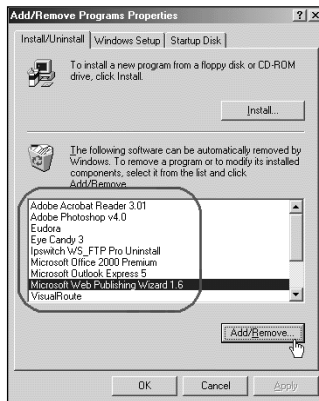 Add/Remove Programs Properties
Install/Uninstall Windows Setup Startup Disk
To install a new program from a floppy disk or CD-ROM
drive, click Install.
Install...
The following software can be automatically removed by
Windows. To remove a program or to modify its installed
components, select it from the list and click
Add/Remove.
Adobe Acrobat Reader 3.01
Adobe Photoshop v4.0
Eudora
Eye Candy 3
Ipswitch WS_FTP Pro Uninstall
Microsoft Office 2000 Premium
Microsoft Outlook Express 5
Microsoft Web Publishing Wizard 1.6
VisualRoute
Add/Remove...
OK Cancel Apply